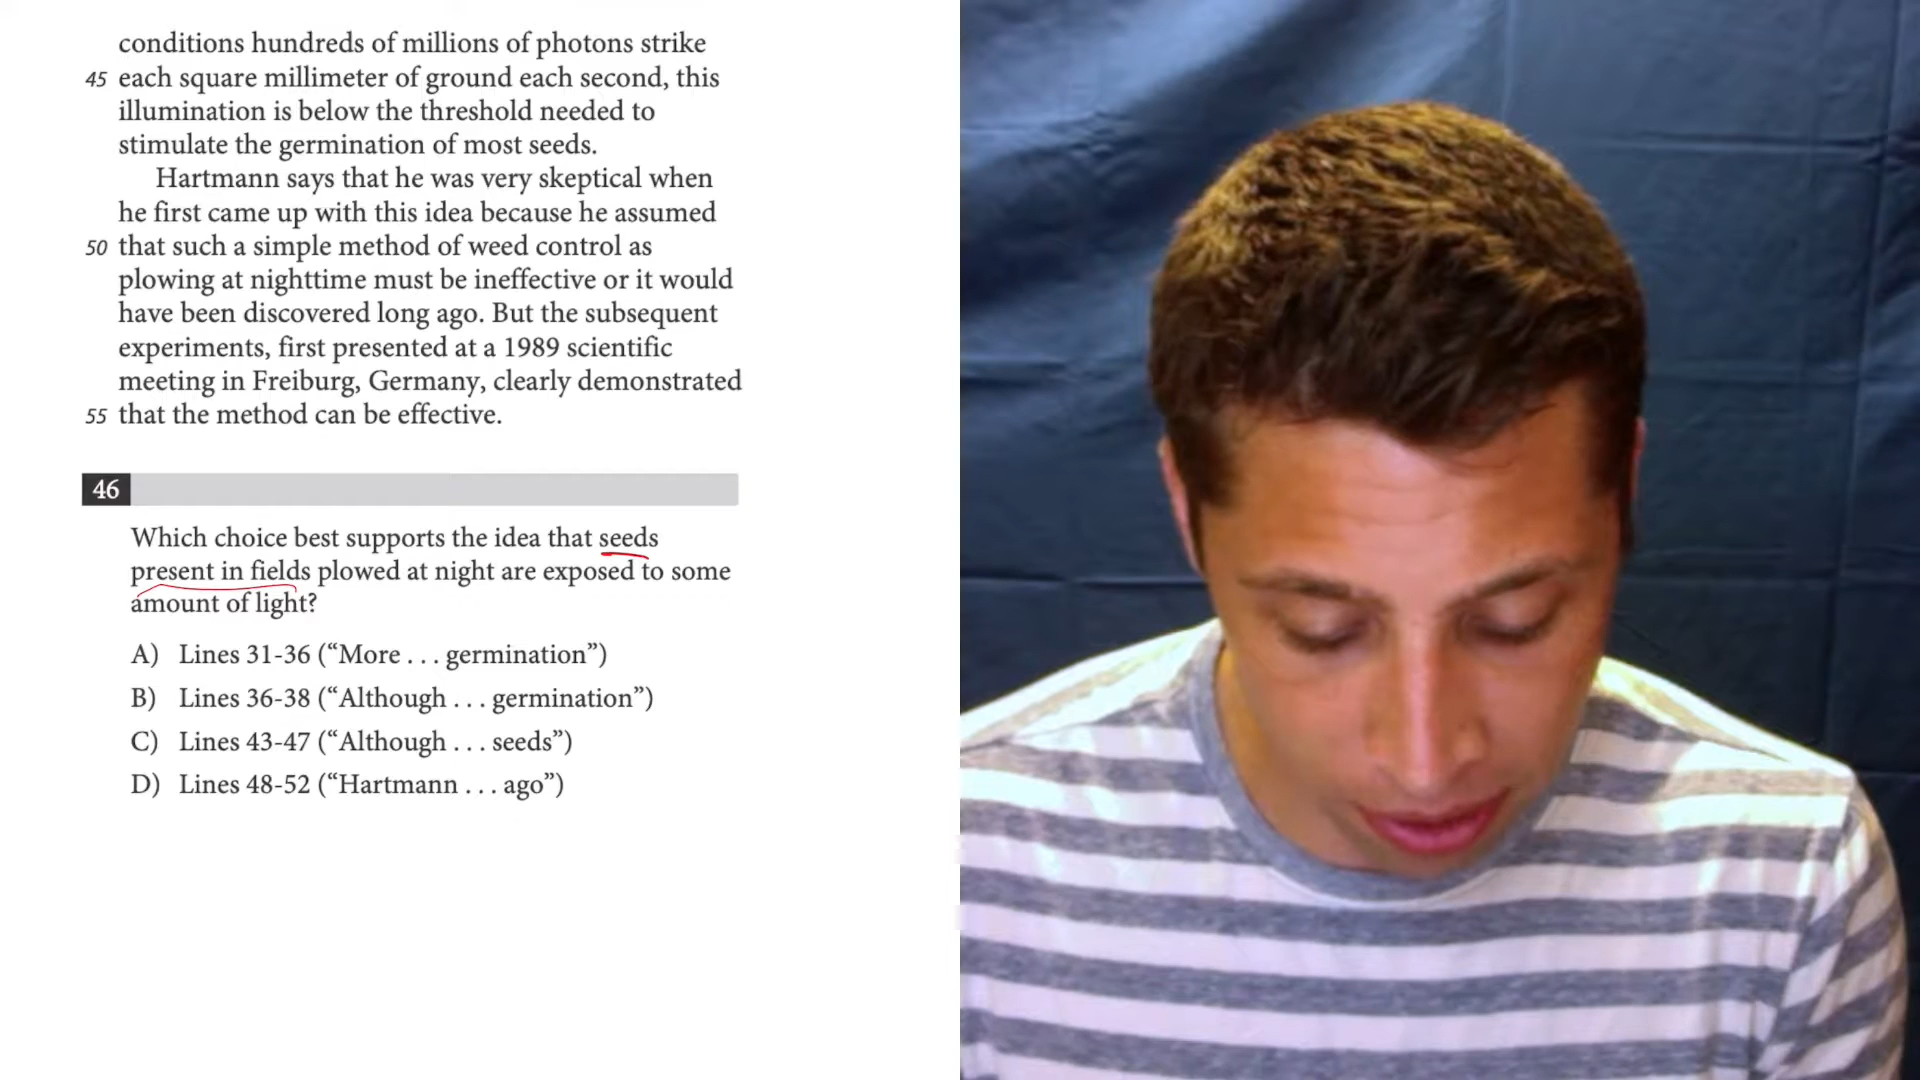 conditions hundreds of millions of photons strike
45 each square millimeter of ground each second, this
illumination is below the threshold needed to
stimulate the germination of most seeds.
Hartmann says that he was very skeptical when
he first came up with this idea because he assumed
50 that such a simple method of weed control as
plowing at nighttime must be ineffective or it would
have been discovered long ago. But the subsequent
experiments, first presented at a 1989 scientific
meeting in Freiburg, Germany, clearly demonstrated
55 that the method can be effective.
46
Which choice best supports the idea that seeds
present in fields plowed at night are exposed to some
amount of light?
A) Lines 31-36 (“More . . . germination”)
B) Lines 36-38 (“Although . . . germination”)
C) Lines 43-47 (“Although . . . seeds”)
D) Lines 48-52 (“Hartmann . . . ago”)